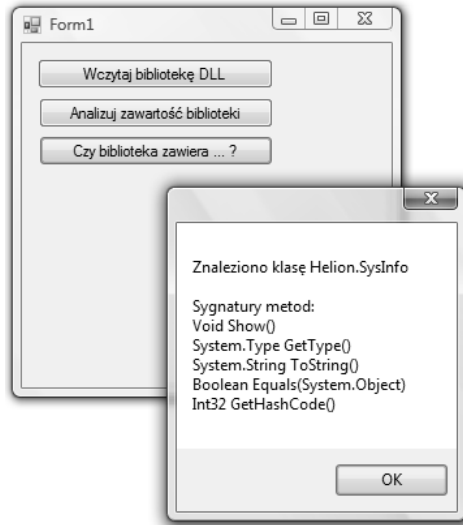 Form1
Wczytaj bibliotekę DLL
Analizuj zawartość biblioteki
Czy biblioteka zawiera ... ?
Znaleziono klasę Helion.SysInfo
Sygnatury metod:
Void Show()
System.Type GetType()
System.String ToString()
Boolean Equals(System.Object)
Int32 GetHashCode()
OK